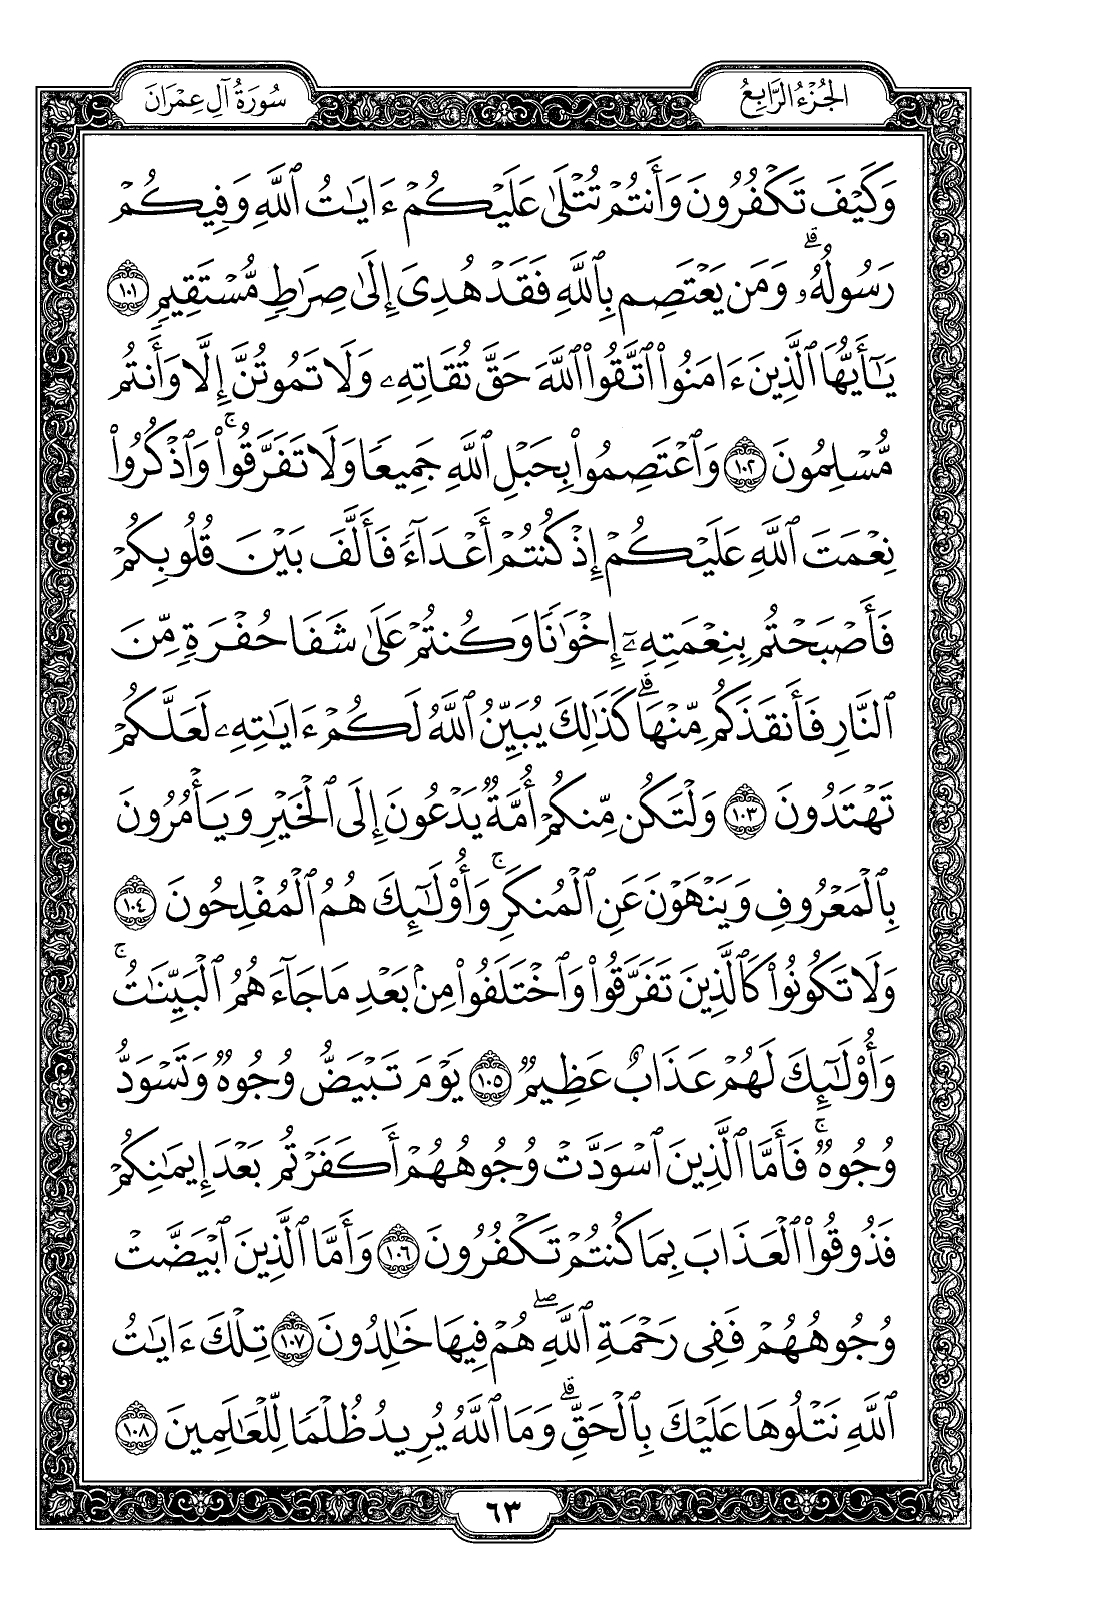 الجُزْءُ الرَّابِعُ
سُورَةُ آلِ عِمْرَانَ
وَكَيْفَ تَكْفُرُونَ وَأَنتُمْ تُتْلَىٰ عَلَيْكُمْ ءَايَٰتُ ٱللَّهِ وَفِيكُمْ
رَسُولُهُۥۗ وَمَن يَعْتَصِم بِٱللَّهِ فَقَدْ هُدِىَ إِلَىٰ صِرَٰطٍ مُّسْتَقِيمٍ ١٠١
يَٰٓأَيُّهَا ٱلَّذِينَ ءَامَنُوا۟ ٱتَّقُوا۟ ٱللَّهَ حَقَّ تُقَاتِهِۦ وَلَا تَمُوتُنَّ إِلَّا وَأَنتُم
مُّسْلِمُونَ ١٠٢ وَٱعْتَصِمُوا۟ بِحَبْلِ ٱللَّهِ جَمِيعًا وَلَا تَفَرَّقُوا۟ۚ وَٱذْكُرُوا۟
نِعْمَتَ ٱللَّهِ عَلَيْكُمْ إِذْ كُنتُمْ أَعْدَآءً فَأَلَّفَ بَيْنَ قُلُوبِكُمْ
فَأَصْبَحْتُم بِنِعْمَتِهِۦٓ إِخْوَٰنًا وَكُنتُمْ عَلَىٰ شَفَا حُفْرَةٍ مِّنَ
ٱلنَّارِ فَأَنقَذَكُم مِّنْهَاۗ كَذَٰلِكَ يُبَيِّنُ ٱللَّهُ لَكُمْ ءَايَٰتِهِۦ لَعَلَّكُمْ
تَهْتَدُونَ ١٠٣ وَلْتَكُن مِّنكُمْ أُمَّةٌ يَدْعُونَ إِلَى ٱلْخَيْرِ وَيَأْمُرُونَ
بِٱلْمَعْرُوفِ وَيَنْهَوْنَ عَنِ ٱلْمُنكَرِۚ وَأُو۟لَٰٓئِكَ هُمُ ٱلْمُفْلِحُونَ ١٠٤
وَلَا تَكُونُوا۟ كَٱلَّذِينَ تَفَرَّقُوا۟ وَٱخْتَلَفُوا۟ مِنۢ بَعْدِ مَا جَآءَهُمُ ٱلْبَيِّنَٰتُۚ
وَأُو۟لَٰٓئِكَ لَهُمْ عَذَابٌ عَظِيمٌ ١٠٥ يَوْمَ تَبْيَضُّ وُجُوهٌ وَتَسْوَدُّ
وُجُوهٌۚ فَأَمَّا ٱلَّذِينَ ٱسْوَدَّتْ وُجُوهُهُمْ أَكَفَرْتُم بَعْدَ إِيمَٰنِكُمْ
فَذُوقُوا۟ ٱلْعَذَابَ بِمَا كُنتُمْ تَكْفُرُونَ ١٠٦ وَأَمَّا ٱلَّذِينَ ٱبْيَضَّتْ
وُجُوهُهُمْ فَفِى رَحْمَةِ ٱللَّهِۖ هُمْ فِيهَا خَٰلِدُونَ ١٠٧ تِلْكَ ءَايَٰتُ
ٱللَّهِ نَتْلُوهَا عَلَيْكَ بِٱلْحَقِّۗ وَمَا ٱللَّهُ يُرِيدُ ظُلْمًا لِّلْعَٰلَمِينَ ١٠٨
٦٣